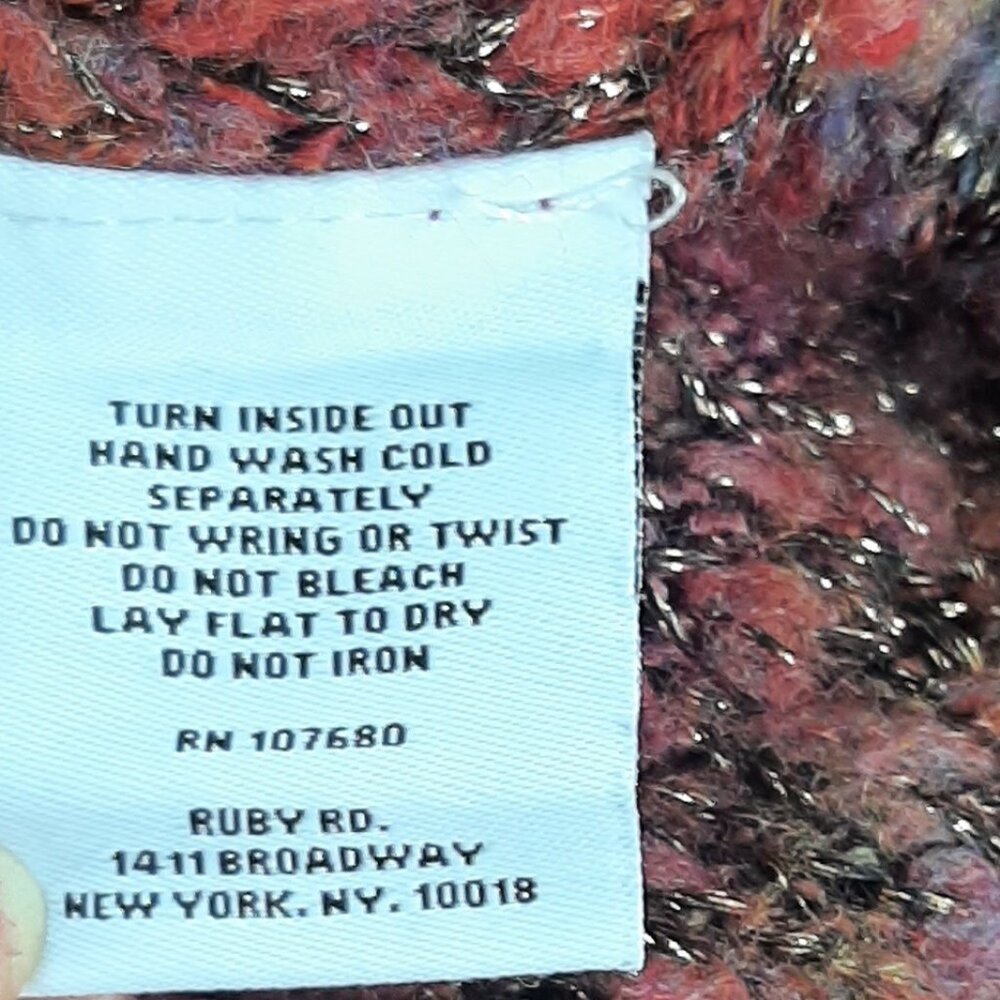 TURN INSIDE OUT
HAND WASH COLD
SEPARATELY
DO NOT WRING OR TWIST
DO NOT BLEACH
LAY FLAT TO DRY
DO NOT IRON
RN 107680
RUBY RD.
1411 BROADWAY
NEW YORK. NY. 10018